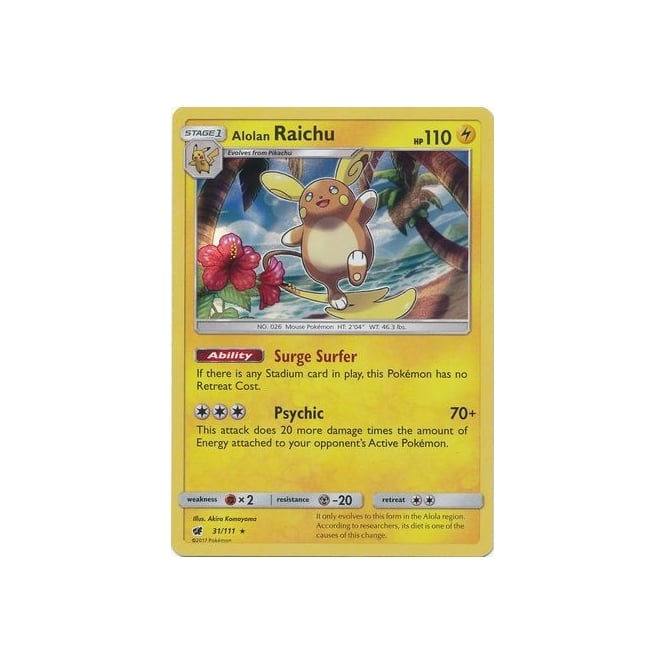 STAGE 1
Alolan Raichu HP 110
Evolves from Pikachu
NO. 026 Mouse Pokémon HT: 2'04" WT: 46.3 lbs.
Ability Surge Surfer
If there is any Stadium card in play, this Pokémon has no
Retreat Cost.
Psychic 70+
This attack does 20 more damage times the amount of
Energy attached to your opponent's Active Pokémon.
weakness ×2 resistance -20 retreat
Illus. Akira Komayama
31/111 ★
©2017 Pokémon
It only evolves to this form in the Alola region.
According to researchers, its diet is one of the
causes of this change.